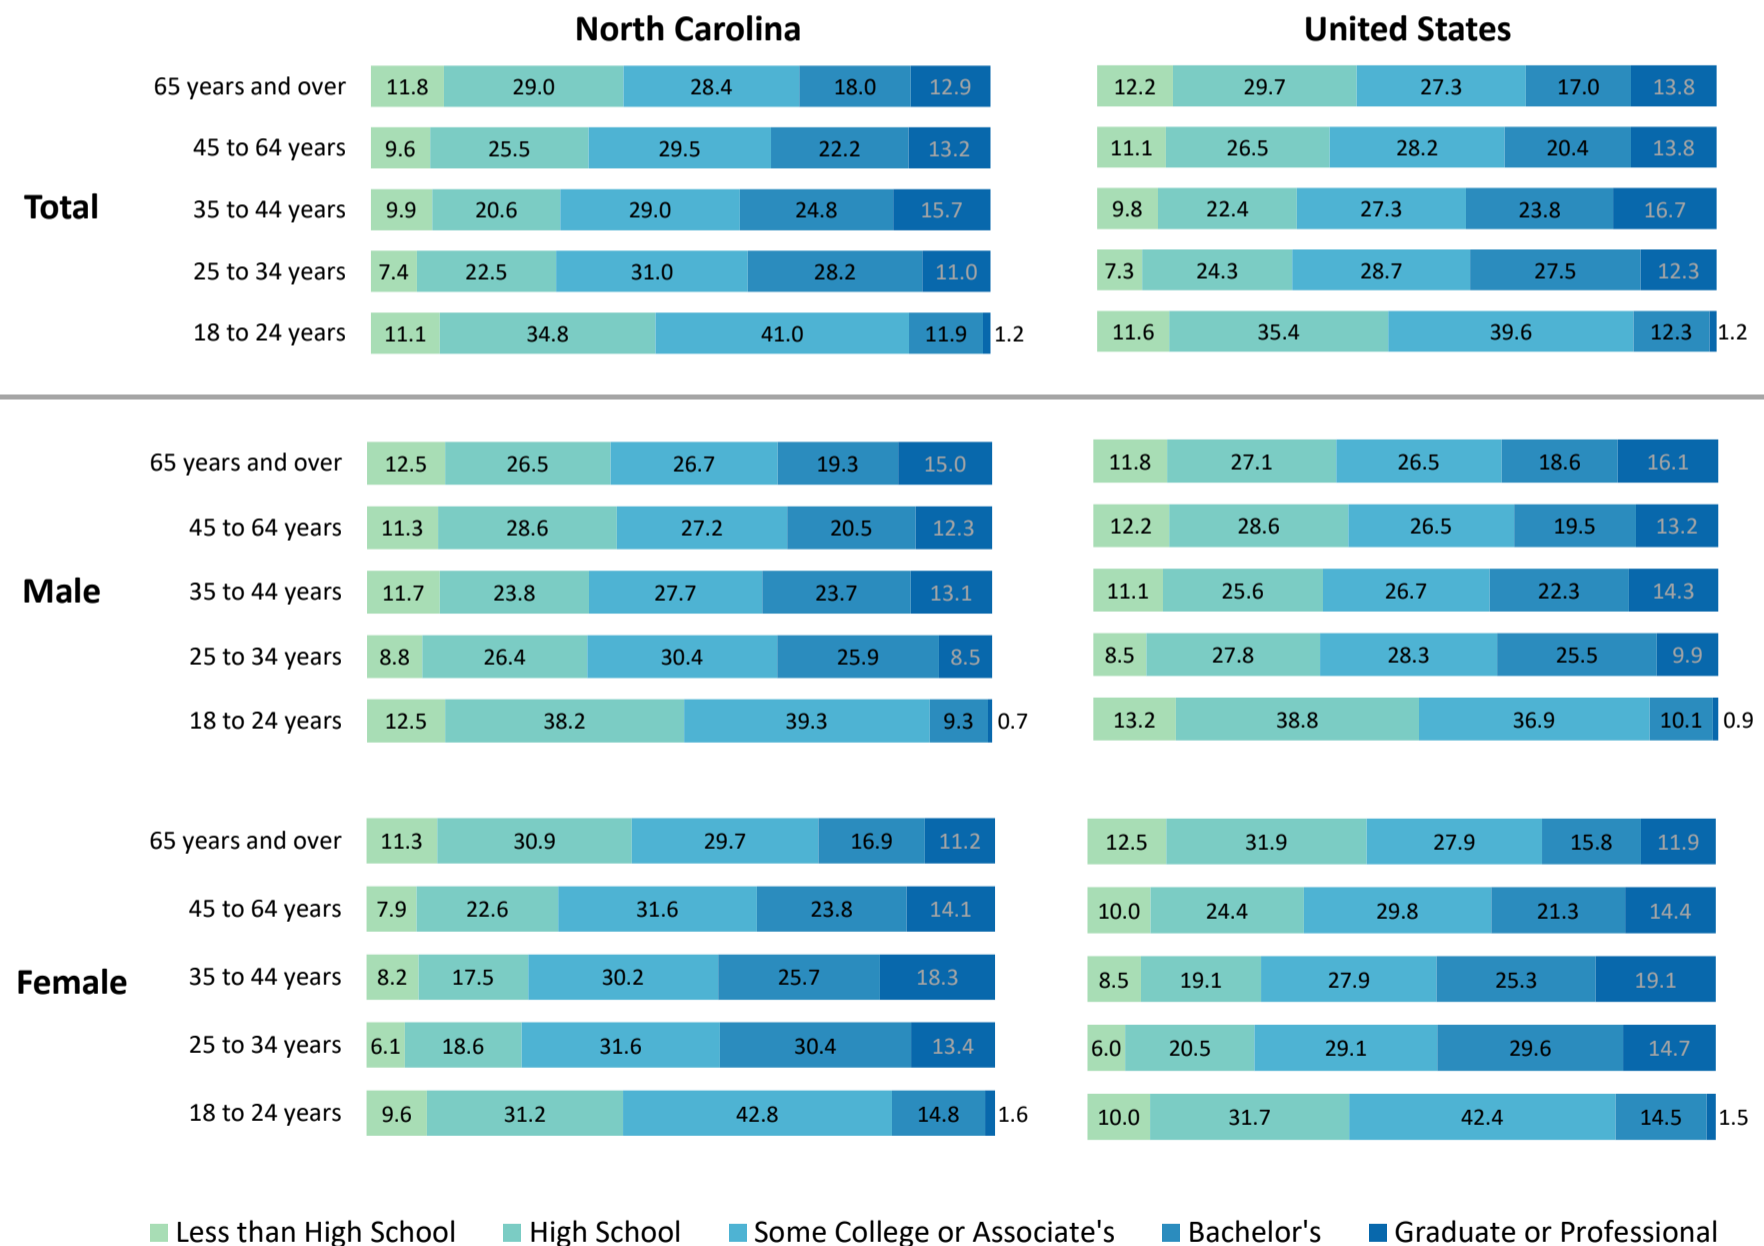 North Carolina United States
65 years and over 11.8 29.0 28.4 18.0 12.9 12.2 29.7 27.3 17.0 13.8
45 to 64 years 9.6 25.5 29.5 22.2 13.2 11.1 26.5 28.2 20.4 13.8
Total 35 to 44 years 9.9 20.6 29.0 24.8 15.7 9.8 22.4 27.3 23.8 16.7
25 to 34 years 7.4 22.5 31.0 28.2 11.0 7.3 24.3 28.7 27.5 12.3
18 to 24 years 11.1 34.8 41.0 11.9 1.2 11.6 35.4 39.6 12.3 1.2
65 years and over 12.5 26.5 26.7 19.3 15.0 11.8 27.1 26.5 18.6 16.1
45 to 64 years 11.3 28.6 27.2 20.5 12.3 12.2 28.6 26.5 19.5 13.2
Male 35 to 44 years 11.7 23.8 27.7 23.7 13.1 11.1 25.6 26.7 22.3 14.3
25 to 34 years 8.8 26.4 30.4 25.9 8.5 8.5 27.8 28.3 25.5 9.9
18 to 24 years 12.5 38.2 39.3 9.3 0.7 13.2 38.8 36.9 10.1 0.9
65 years and over 11.3 30.9 29.7 16.9 11.2 12.5 31.9 27.9 15.8 11.9
45 to 64 years 7.9 22.6 31.6 23.8 14.1 10.0 24.4 29.8 21.3 14.4
Female 35 to 44 years 8.2 17.5 30.2 25.7 18.3 8.5 19.1 27.9 25.3 19.1
25 to 34 years 6.1 18.6 31.6 30.4 13.4 6.0 20.5 29.1 29.6 14.7
18 to 24 years 9.6 31.2 42.8 14.8 1.6 10.0 31.7 42.4 14.5 1.5
Less than High School High School Some College or Associate's Bachelor's Graduate or Professional